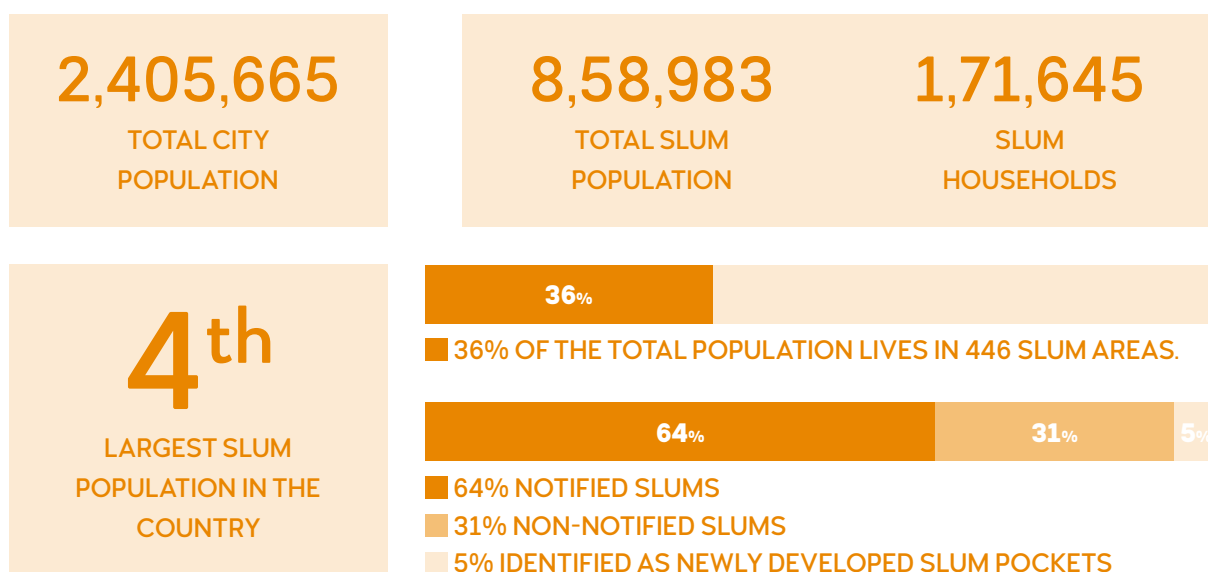 2,405,665
TOTAL CITY
POPULATION
8,58,983
TOTAL SLUM
POPULATION
1,71,645
SLUM
HOUSEHOLDS
4th
LARGEST SLUM
POPULATION IN THE
COUNTRY
36%
36% OF THE TOTAL POPULATION LIVES IN 446 SLUM AREAS.
64% 31% 5%
64% NOTIFIED SLUMS
31% NON-NOTIFIED SLUMS
5% IDENTIFIED AS NEWLY DEVELOPED SLUM POCKETS